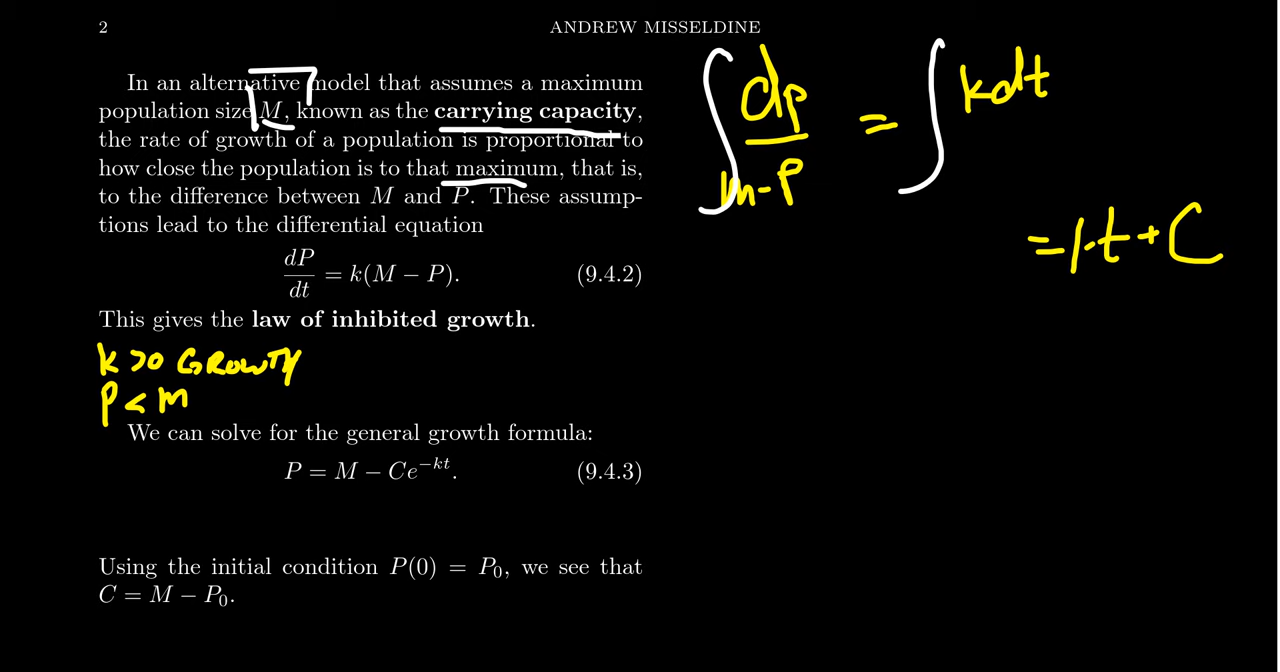 2 ANDREW MISSELDINE
In an alternative model that assumes a maximum
population size M, known as the carrying capacity,
the rate of growth of a population is proportional to
how close the population is to that maximum, that is,
to the difference between M and P. These assump-
tions lead to the differential equation
dP/dt = k(M − P). (9.4.2)
This gives the law of inhibited growth.
k > 0 GROWTH
P < M
We can solve for the general growth formula:
P = M − Ce^{−kt}. (9.4.3)
Using the initial condition P(0) = P₀, we see that
C = M − P₀.
∫ dP/(M-P) = ∫ k dt
= kt + C